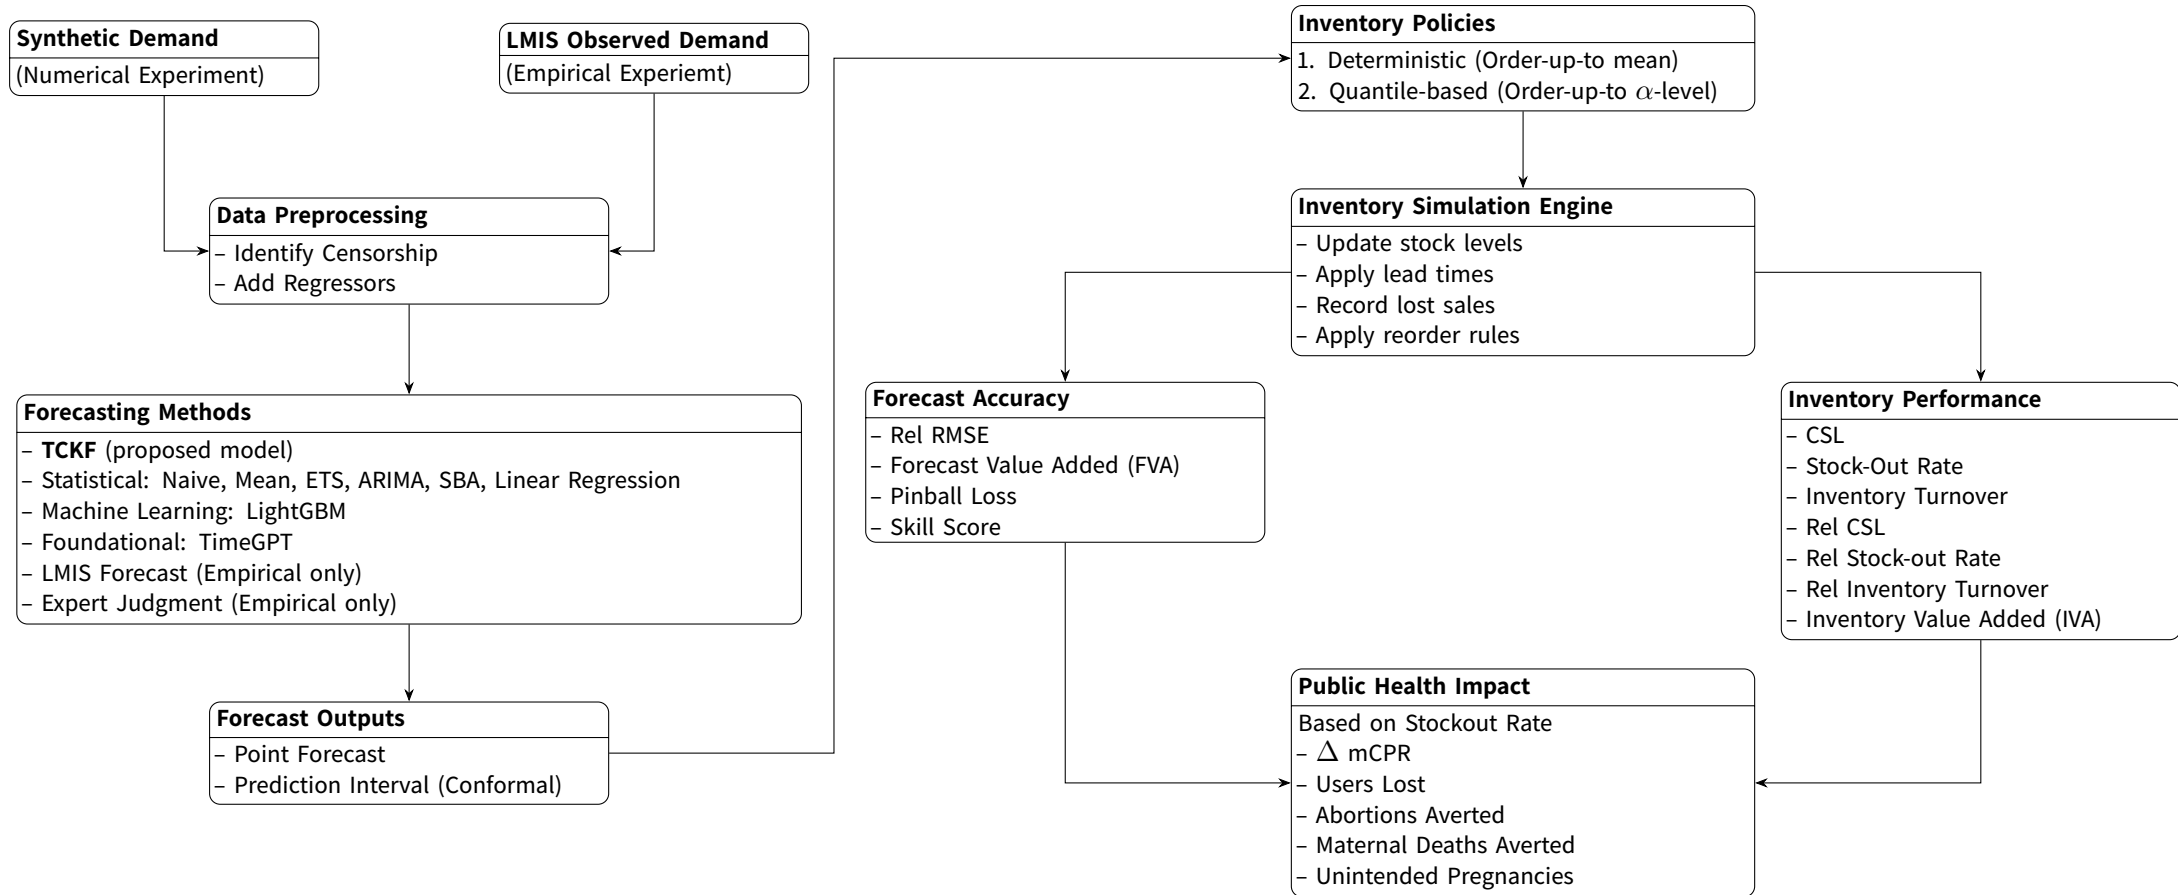 Synthetic Demand
(Numerical Experiment)
LMIS Observed Demand
(Empirical Experiemt)
Data Preprocessing
– Identify Censorship
– Add Regressors
Forecasting Methods
– TCKF (proposed model)
– Statistical: Naive, Mean, ETS, ARIMA, SBA, Linear Regression
– Machine Learning: LightGBM
– Foundational: TimeGPT
– LMIS Forecast (Empirical only)
– Expert Judgment (Empirical only)
Forecast Outputs
– Point Forecast
– Prediction Interval (Conformal)
Inventory Policies
1. Deterministic (Order-up-to mean)
2. Quantile-based (Order-up-to α-level)
Inventory Simulation Engine
– Update stock levels
– Apply lead times
– Record lost sales
– Apply reorder rules
Forecast Accuracy
– Rel RMSE
– Forecast Value Added (FVA)
– Pinball Loss
– Skill Score
Inventory Performance
– CSL
– Stock-Out Rate
– Inventory Turnover
– Rel CSL
– Rel Stock-out Rate
– Rel Inventory Turnover
– Inventory Value Added (IVA)
Public Health Impact
Based on Stockout Rate
– Δ mCPR
– Users Lost
– Abortions Averted
– Maternal Deaths Averted
– Unintended Pregnancies